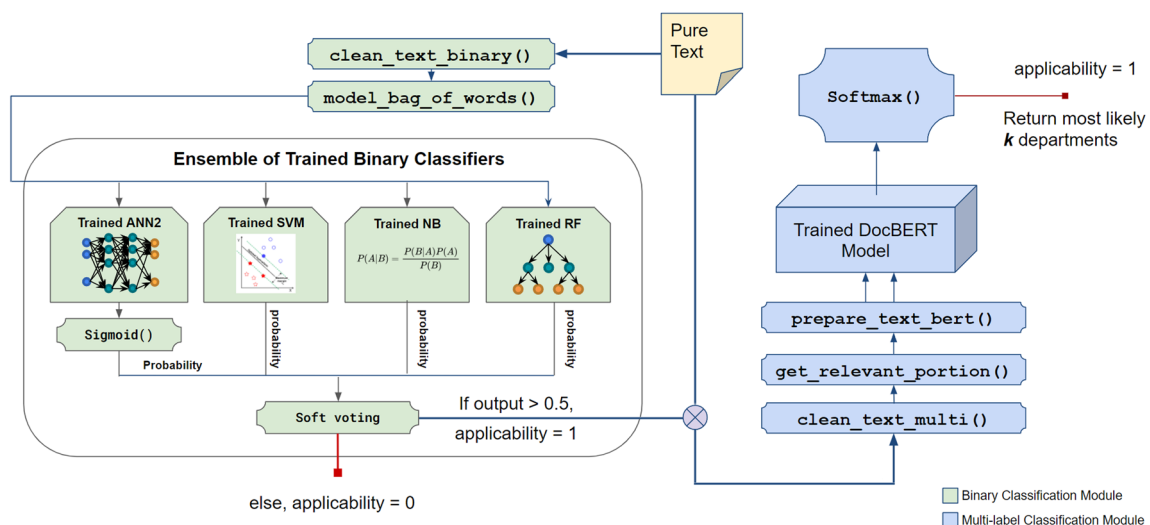 Pure
Text
clean_text_binary()
model_bag_of_words()
Ensemble of Trained Binary Classifiers
Trained ANN2
Trained SVM
Trained NB
P(A|B) = P(B|A)P(A) / P(B)
Trained RF
Sigmoid()
Probability
probability
probability
probability
Soft voting
If output > 0.5,
applicability = 1
else, applicability = 0
Softmax()
applicability = 1
Return most likely
k departments
Trained DocBERT
Model
prepare_text_bert()
get_relevant_portion()
clean_text_multi()
Binary Classification Module
Multi-label Classification Module